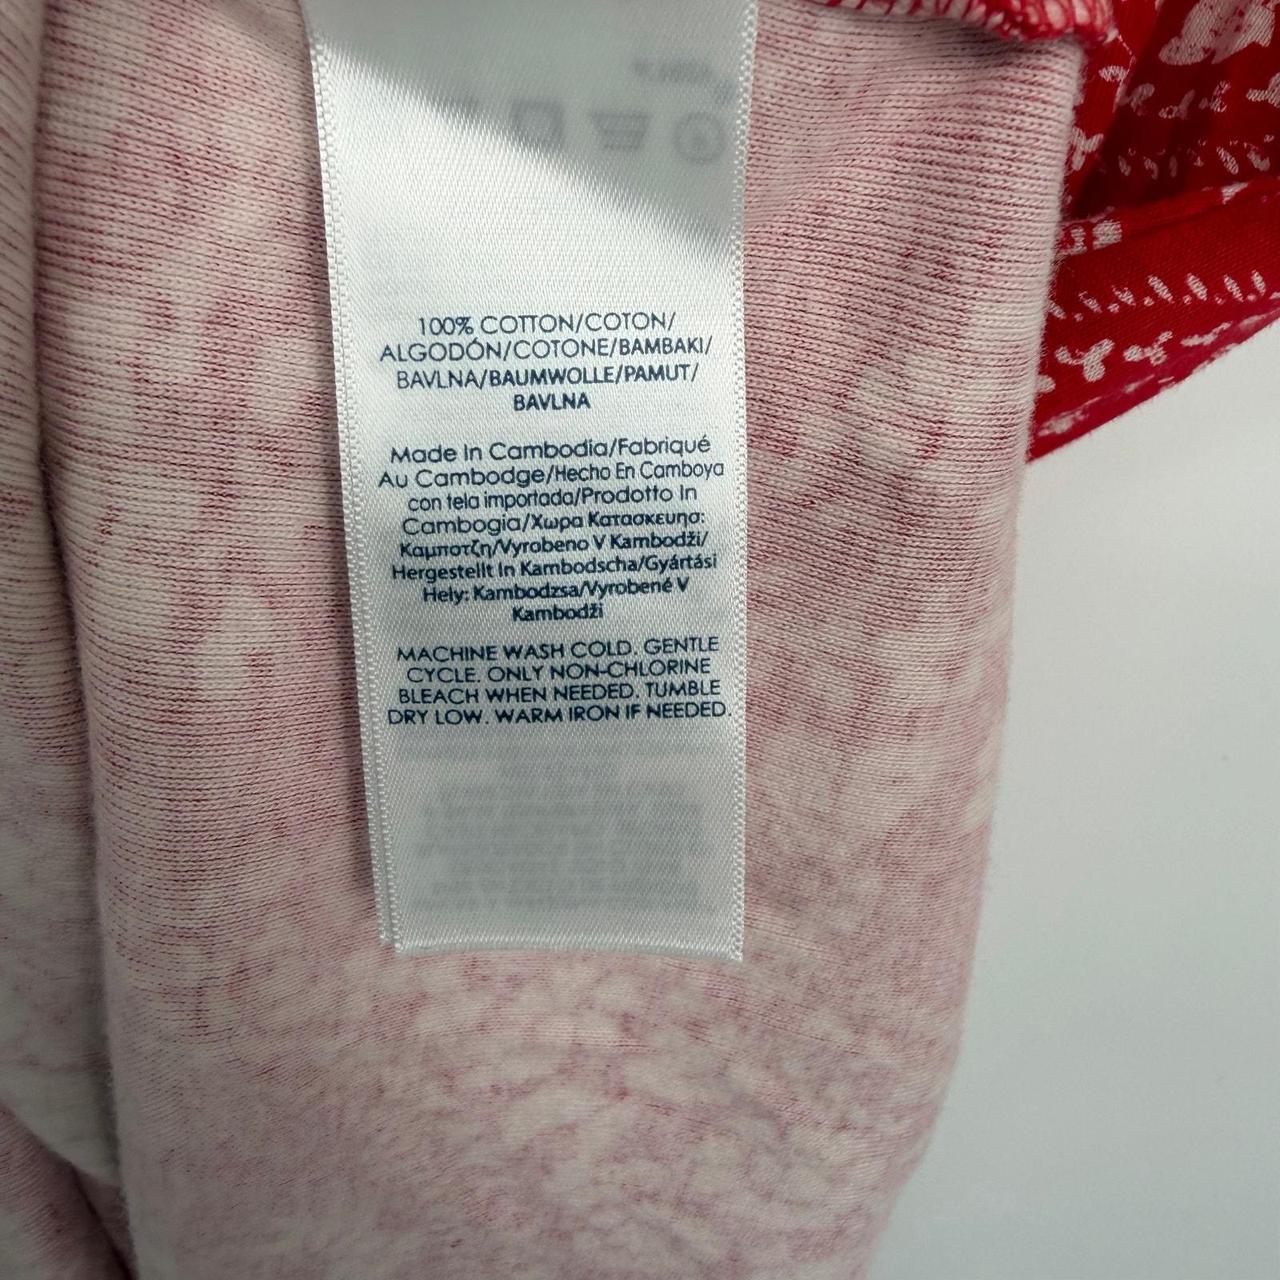 100% COTTON/COTON/
ALGODÓN/COTONE/BAMBAKI/
BAVLNA/BAUMWOLLE/PAMUT/
BAVLNA
Made In Cambodia/Fabriqué
Au Cambodge/Hecho En Camboya
con tela importada/Prodotto In
Cambogia/Χωρα Κατασκευησ:
Καμποτζη/Vyrobeno V Kambodži/
Hergestellt In Kambodscha/Gyártási
Hely: Kambodzsa/Vyrobené V
Kambodži
MACHINE WASH COLD. GENTLE
CYCLE. ONLY NON-CHLORINE
BLEACH WHEN NEEDED. TUMBLE
DRY LOW. WARM IRON IF NEEDED.